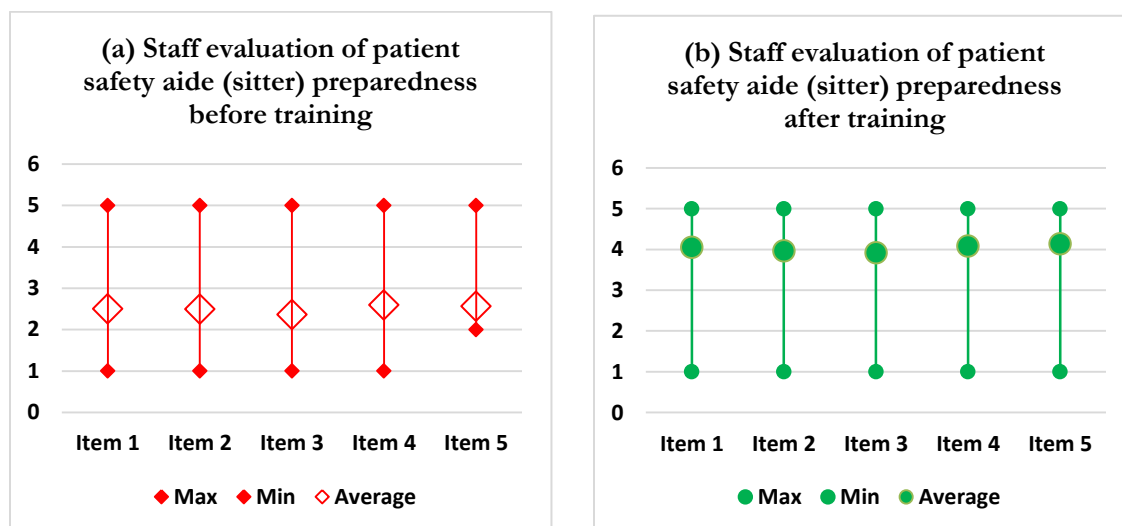 (a) Staff evaluation of patient
safety aide (sitter) preparedness
before training
6
5
4
3
2
1
0
Item 1 Item 2 Item 3 Item 4 Item 5
Max Min Average
(b) Staff evaluation of patient
safety aide (sitter) preparedness
after training
6
5
4
3
2
1
0
Item 1 Item 2 Item 3 Item 4 Item 5
Max Min Average